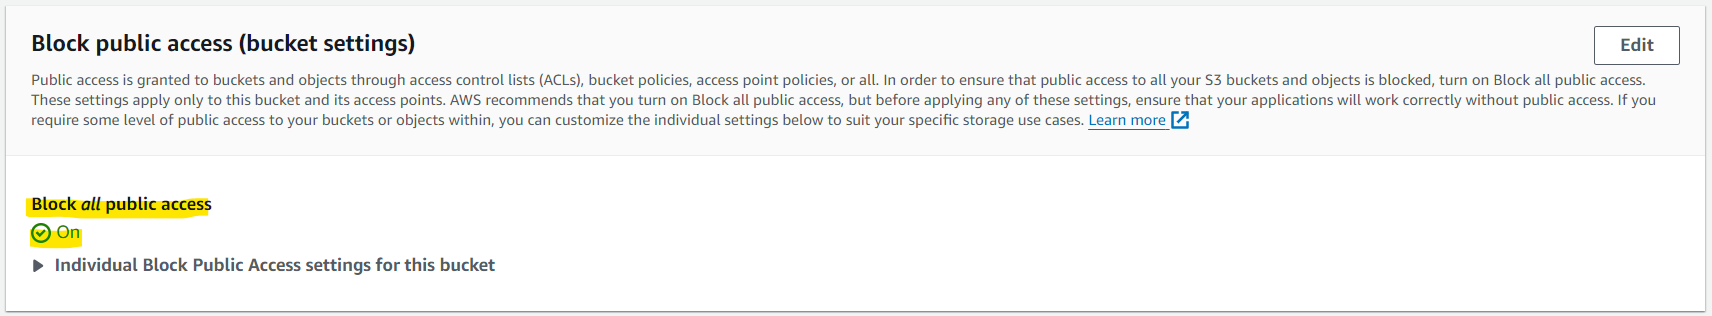 Block public access (bucket settings)
Edit
Public access is granted to buckets and objects through access control lists (ACLs), bucket policies, access point policies, or all. In order to ensure that public access to all your S3 buckets and objects is blocked, turn on Block all public access.
These settings apply only to this bucket and its access points. AWS recommends that you turn on Block all public access, but before applying any of these settings, ensure that your applications will work correctly without public access. If you
require some level of public access to your buckets or objects within, you can customize the individual settings below to suit your specific storage use cases. Learn more
Block all public access
On
Individual Block Public Access settings for this bucket